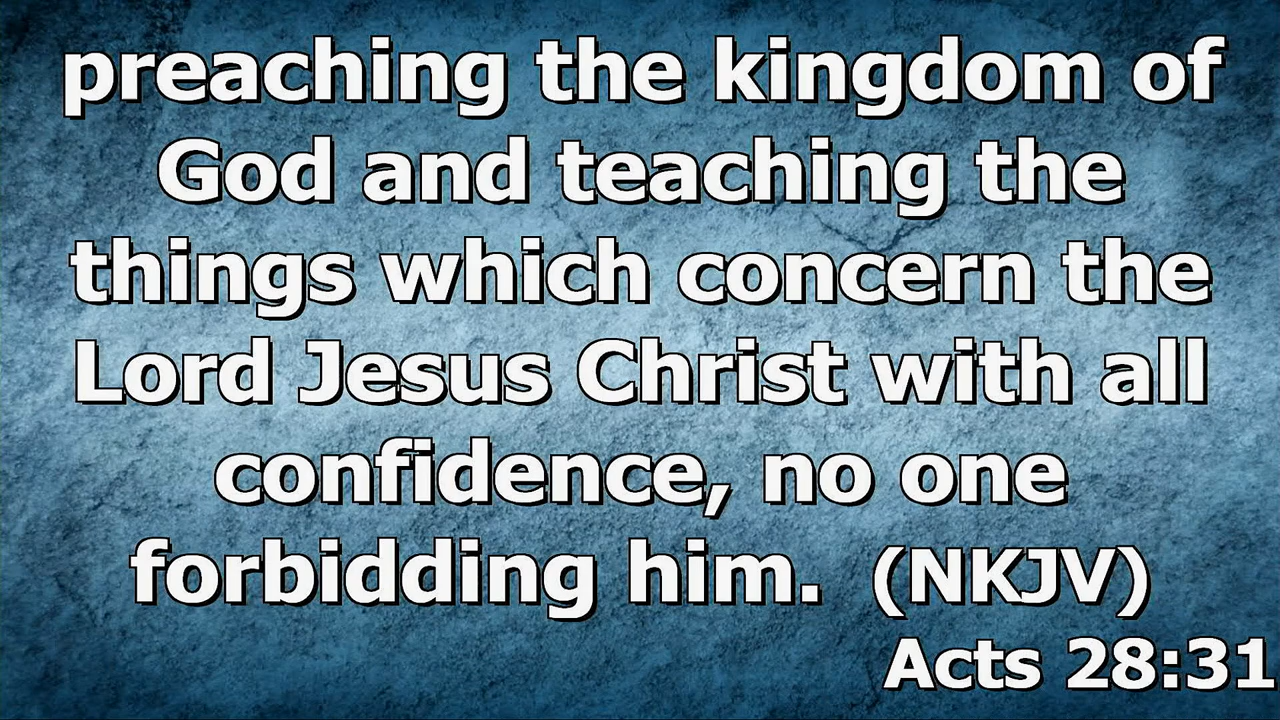 preaching the kingdom of
God and teaching the
things which concern the
Lord Jesus Christ with all
confidence, no one
forbidding him.  (NKJV)
Acts 28:31